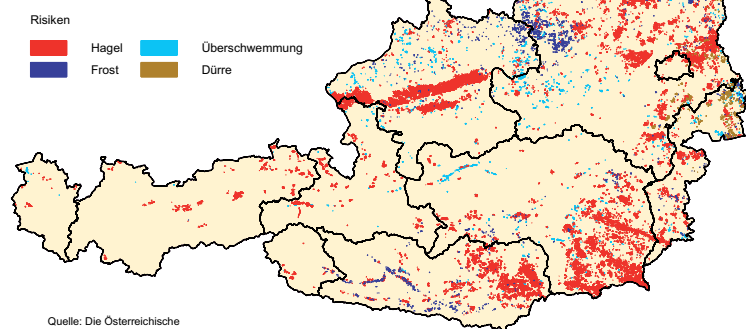 Risiken
Hagel Überschwemmung
Frost Dürre
Quelle: Die Österreichische